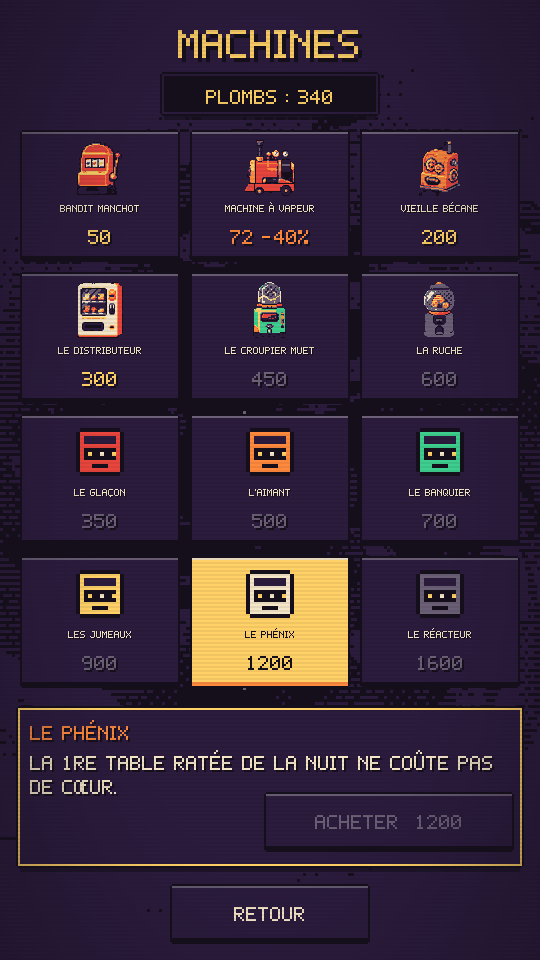 MACHINES
PLOMBS : 340
BANDIT MANCHOT
MACHINE À VAPEUR
VIEILLE BÉCANE
50
72 -40%
200
LE DISTRIBUTEUR
LE CROUPIER MUET
LA RUCHE
300
450
600
LE GLAÇON
L'AIMANT
LE BANQUIER
350
500
700
LES JUMEAUX
LE PHÉNIX
LE RÉACTEUR
900
1200
1600
LE PHÉNIX
LA 1RE TABLE RATÉE DE LA NUIT NE COÛTE PAS
DE CŒUR.
ACHETER 1200
RETOUR